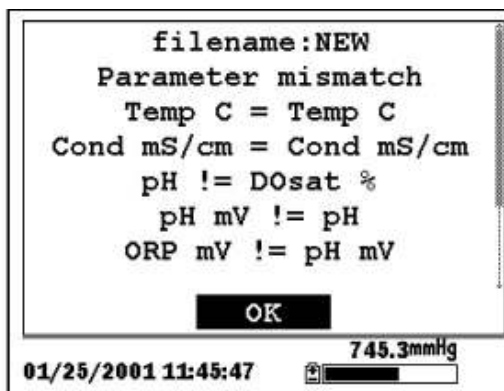 filename:NEW
Parameter mismatch
Temp C = Temp C
Cond mS/cm = Cond mS/cm
pH != DOsat %
pH mV != pH
ORP mV != pH mV
OK
745.3mmHg
01/25/2001 11:45:47